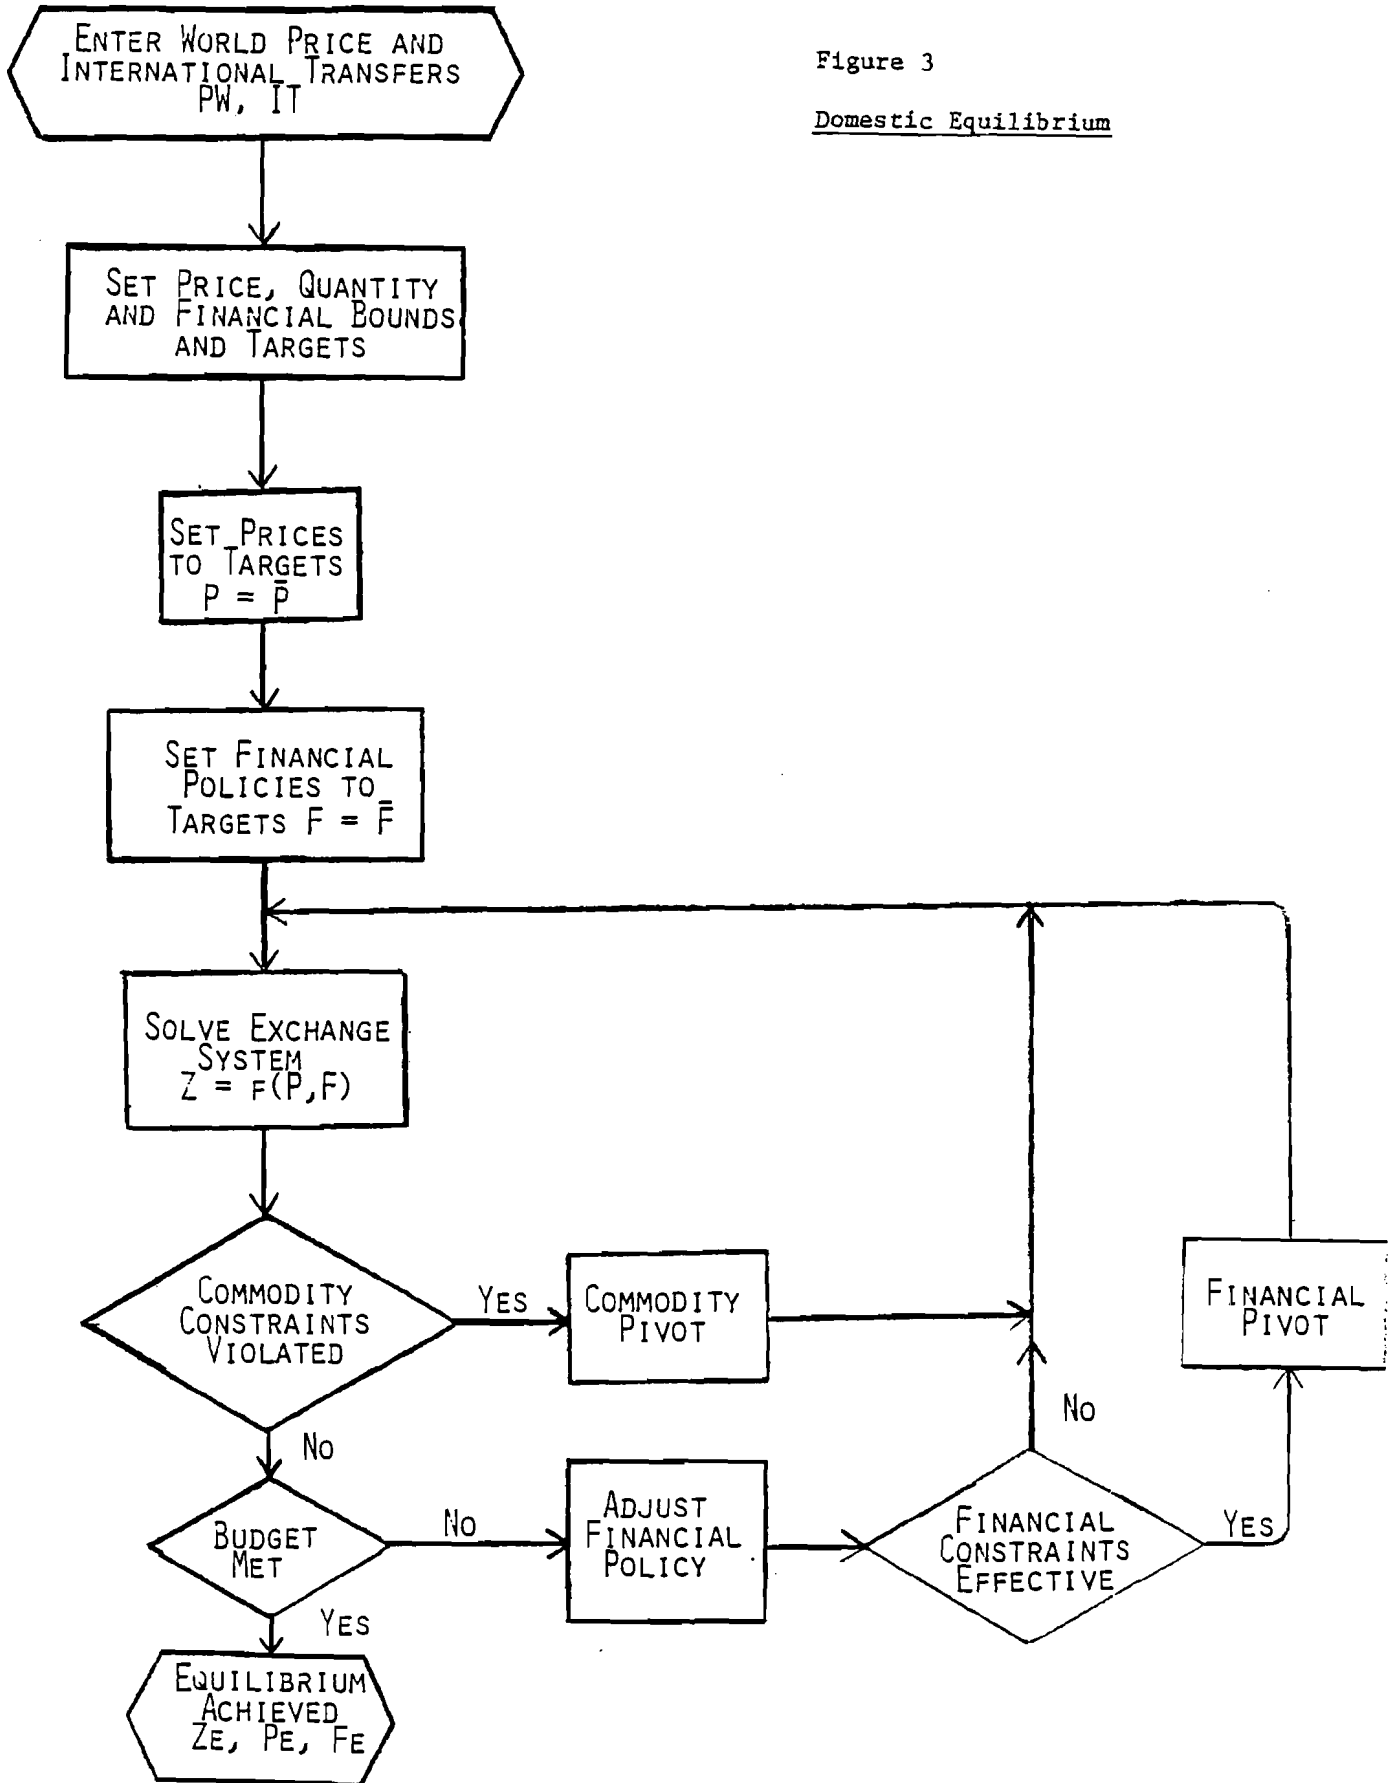 ENTER WORLD PRICE AND
INTERNATIONAL TRANSFERS
PW, IT
Figure 3
Domestic Equilibrium
SET PRICE, QUANTITY
AND FINANCIAL BOUNDS
AND TARGETS
SET PRICES
TO TARGETS
P = P̄
SET FINANCIAL
POLICIES TO
TARGETS F = F̄
SOLVE EXCHANGE
SYSTEM
Z = F(P,F)
COMMODITY
CONSTRAINTS
VIOLATED
YES
COMMODITY
PIVOT
FINANCIAL
PIVOT
NO
NO
BUDGET
MET
NO
ADJUST
FINANCIAL
POLICY
FINANCIAL
CONSTRAINTS
EFFECTIVE
YES
YES
EQUILIBRIUM
ACHIEVED
ZE, PE, FE